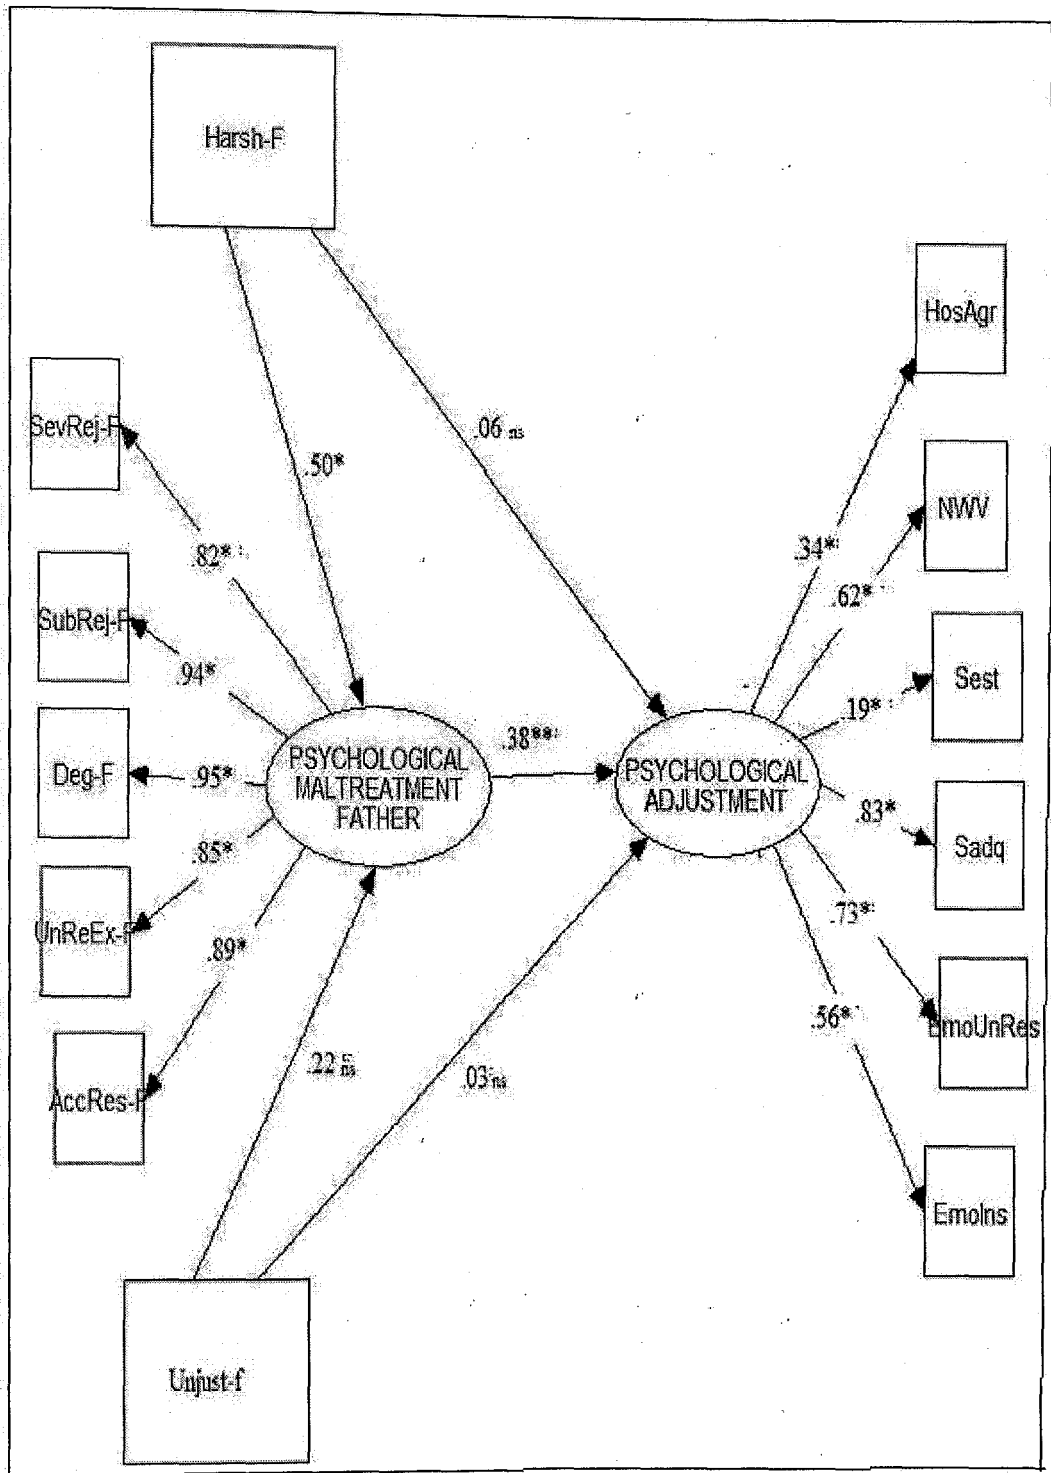 Harsh-F
HosAgr
SevRej-F
.06 ns
.50*
NWV
.34*
.82*
.62*
SubRej-F
.94*
Sest
.19*
.38**
Deg-F
.95*
PSYCHOLOGICAL
MALTREATMENT
FATHER
PSYCHOLOGICAL
ADJUSTMENT
.83*
Sadq
.85*
UnReEx-F
.73*
.89*
.56*
EmoUnRes
.22 ns
.03 ns
AccRes-F
EmoIns
Unjust-f